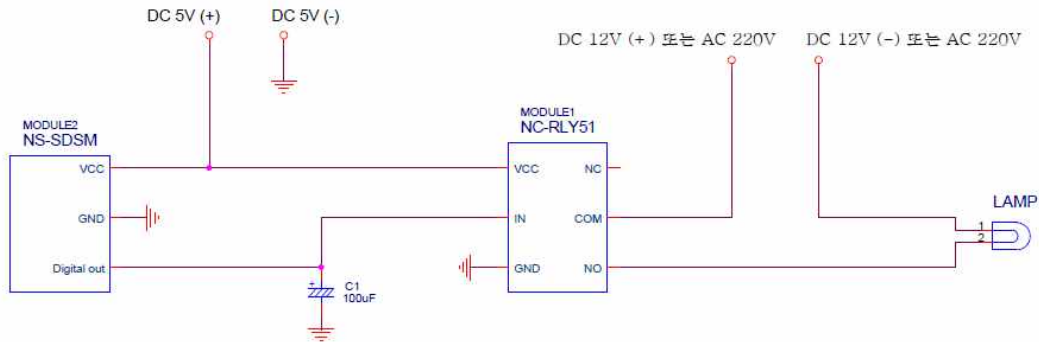 DC 5V (+)
DC 5V (-)
DC 12V (+) 또는 AC 220V
DC 12V (-) 또는 AC 220V
MODULE2
NS-SDSM
VCC
GND
Digital out
C1
100uF
+
MODULE1
NC-RLY51
VCC
IN
GND
NC
COM
NO
LAMP
1
2